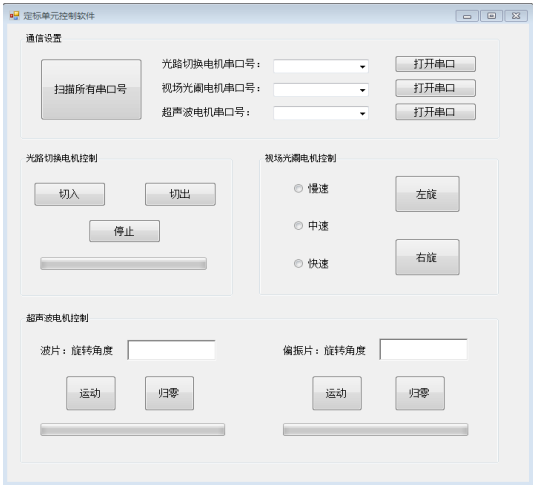 定标单元控制软件
通信设置
扫描所有串口号
光路切换电机串口号：
打开串口
视场光阑电机串口号：
打开串口
超声波电机串口号：
打开串口
光路切换电机控制
切入 切出
停止
视场光阑电机控制
慢速
中速
快速
左旋
右旋
超声波电机控制
波片：旋转角度
运动 归零
偏振片：旋转角度
运动 归零